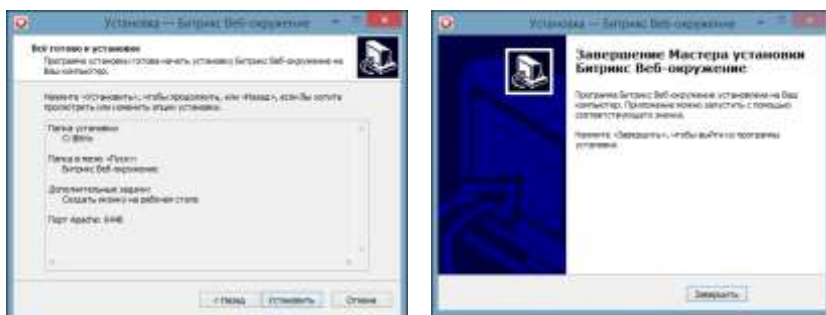 Установка — Битрикс Веб-окружение
Всё готово к установке
Программа установки готова начать установку Битрикс Веб-окружение на
Ваш компьютер.
Нажмите «Установить», чтобы продолжить, или «Назад», если Вы хотите
просмотреть или изменить опции установки.
Папка установки:
Папка в меню «Пуск»:
Битрикс Веб-окружение
Дополнительные задачи:
Создать иконку на рабочем столе
Порт Apache:
< Назад
Установить
Отмена
Установка — Битрикс Веб-окружение
Завершение Мастера установки
Битрикс Веб-окружение
Программа Битрикс Веб-окружение установлена на Ваш
компьютер. Приложение можно запустить с помощью
соответствующего значка.
Нажмите «Завершить», чтобы выйти из программы
установки.
Завершить